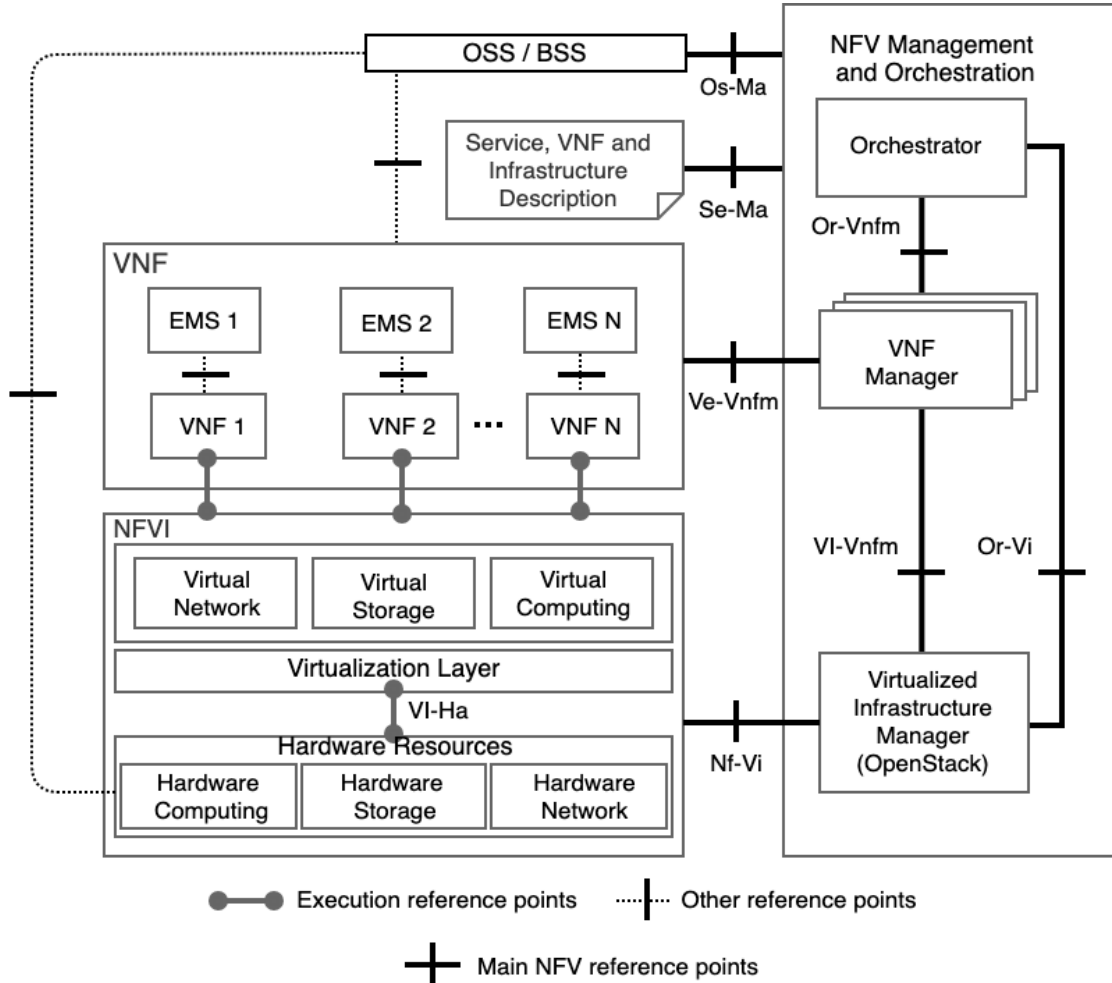 OSS / BSS
Os-Ma
NFV Management
and Orchestration
Service, VNF and
Infrastructure
Description
Se-Ma
Orchestrator
Or-Vnfm
VNF
EMS 1
EMS 2
EMS N
VNF 1
VNF 2
...
VNF N
Ve-Vnfm
VNF
Manager
NFVI
Virtual
Network
Virtual
Storage
Virtual
Computing
VI-Vnfm
Or-Vi
Virtualization Layer
VI-Ha
Hardware Resources
Hardware
Computing
Hardware
Storage
Hardware
Network
Nf-Vi
Virtualized
Infrastructure
Manager
(OpenStack)
Execution reference points
Other reference points
Main NFV reference points